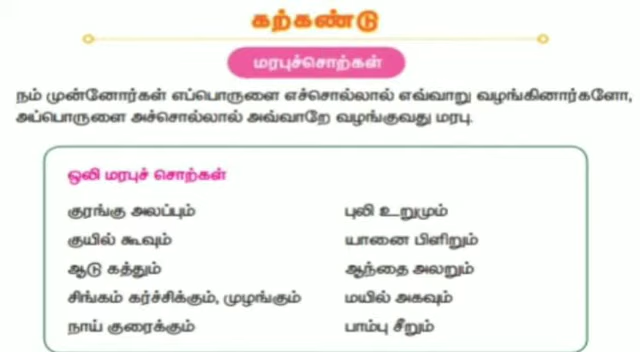 கற்கண்டு
மரபுச்சொற்கள்
நம் முன்னோர்கள் எப்பொருளை எச்சொல்லால் எவ்வாறு வழங்கினார்களோ,
அப்பொருளை அச்சொல்லால் அவ்வாறே வழங்குவது மரபு.
ஒலி மரபுச் சொற்கள்
குரங்கு அலப்பும் புலி உறுமும்
குயில் கூவும் யானை பிளிறும்
ஆடு கத்தும் ஆந்தை அலறும்
சிங்கம் கர்ச்சிக்கும், முழங்கும் மயில் அகவும்
நாய் குரைக்கும் பாம்பு சீறும்